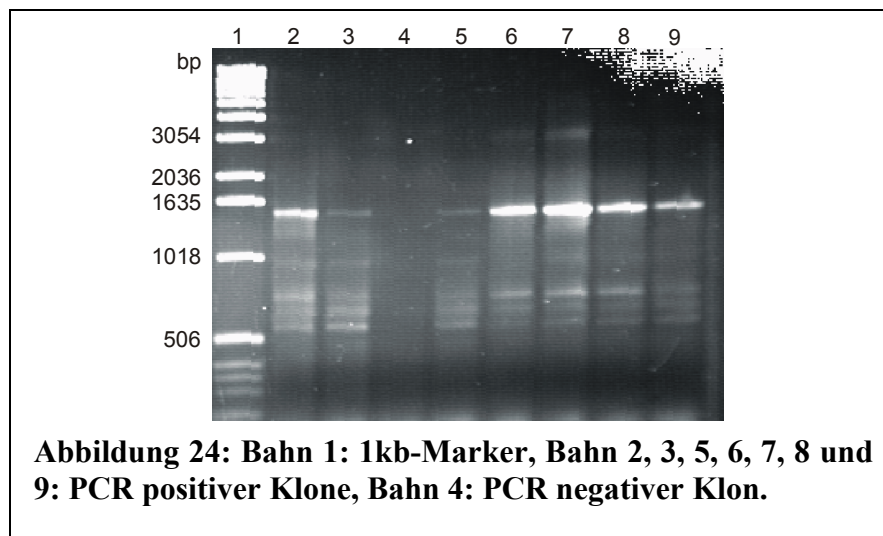 1 2 3 4 5 6 7 8 9
bp
3054
2036
1635
1018
506
Abbildung 24: Bahn 1: 1kb-Marker, Bahn 2, 3, 5, 6, 7, 8 und
9: PCR positiver Klone, Bahn 4: PCR negativer Klon.